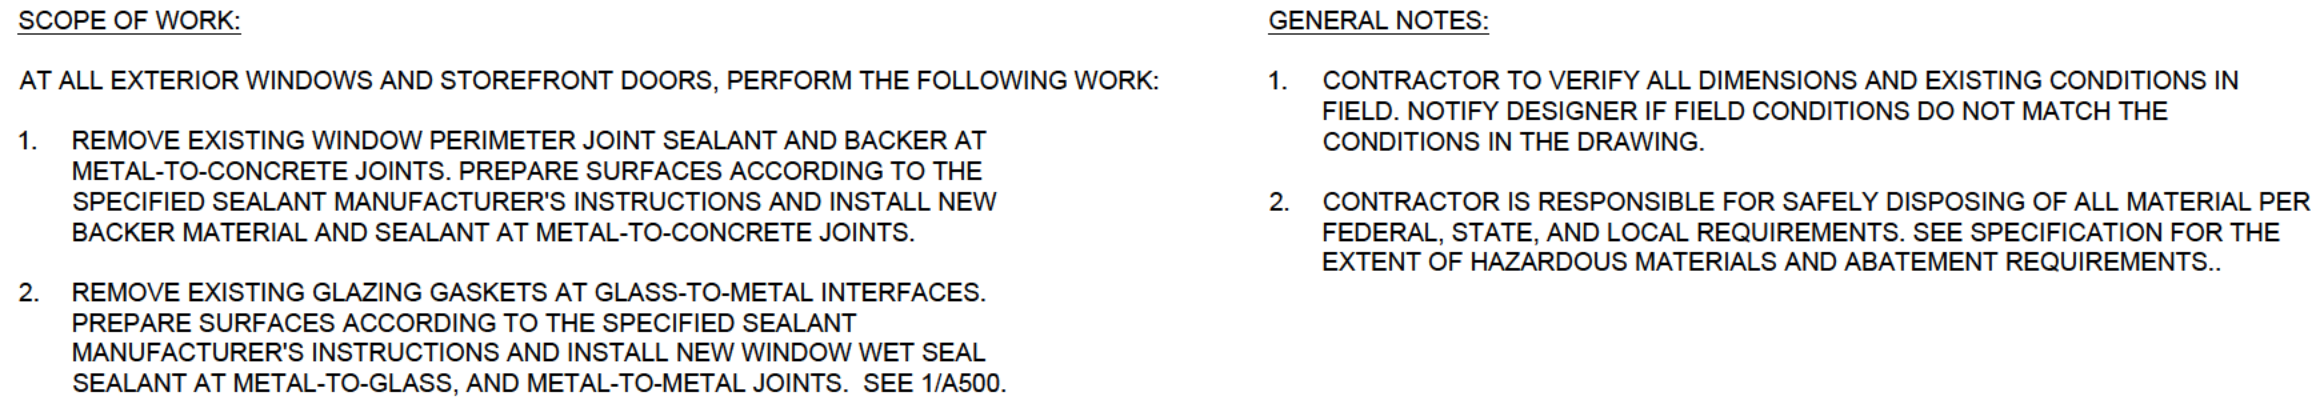 SCOPE OF WORK:
AT ALL EXTERIOR WINDOWS AND STOREFRONT DOORS, PERFORM THE FOLLOWING WORK:
1. REMOVE EXISTING WINDOW PERIMETER JOINT SEALANT AND BACKER AT
METAL-TO-CONCRETE JOINTS. PREPARE SURFACES ACCORDING TO THE
SPECIFIED SEALANT MANUFACTURER'S INSTRUCTIONS AND INSTALL NEW
BACKER MATERIAL AND SEALANT AT METAL-TO-CONCRETE JOINTS.
2. REMOVE EXISTING GLAZING GASKETS AT GLASS-TO-METAL INTERFACES.
PREPARE SURFACES ACCORDING TO THE SPECIFIED SEALANT
MANUFACTURER'S INSTRUCTIONS AND INSTALL NEW WINDOW WET SEAL
SEALANT AT METAL-TO-GLASS, AND METAL-TO-METAL JOINTS.  SEE 1/A500.
GENERAL NOTES:
1. CONTRACTOR TO VERIFY ALL DIMENSIONS AND EXISTING CONDITIONS IN
FIELD. NOTIFY DESIGNER IF FIELD CONDITIONS DO NOT MATCH THE
CONDITIONS IN THE DRAWING.
2. CONTRACTOR IS RESPONSIBLE FOR SAFELY DISPOSING OF ALL MATERIAL PER
FEDERAL, STATE, AND LOCAL REQUIREMENTS. SEE SPECIFICATION FOR THE
EXTENT OF HAZARDOUS MATERIALS AND ABATEMENT REQUIREMENTS..